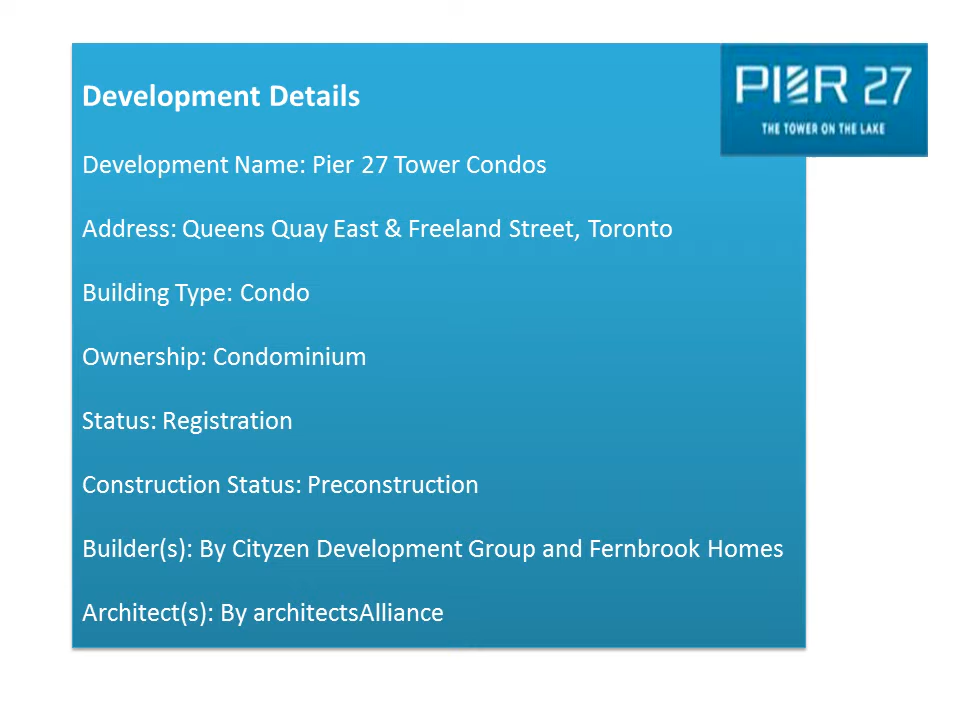 PIER 27
THE TOWER ON THE LAKE
Development Details
Development Name: Pier 27 Tower Condos
Address: Queens Quay East & Freeland Street, Toronto
Building Type: Condo
Ownership: Condominium
Status: Registration
Construction Status: Preconstruction
Builder(s): By Cityzen Development Group and Fernbrook Homes
Architect(s): By architectsAlliance